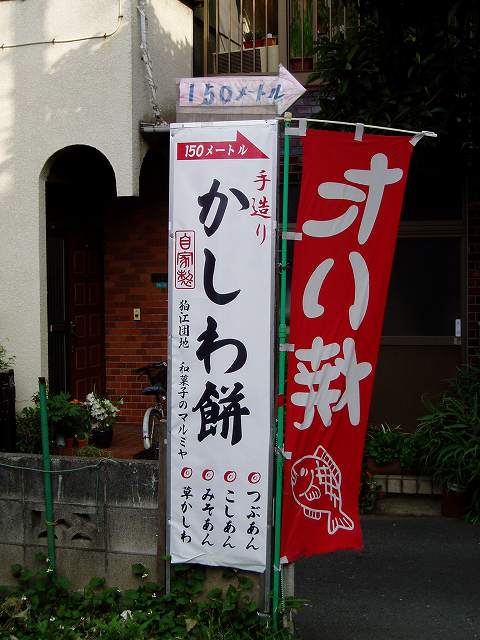 150メートル
150メートル
手造り
かしわ餅
自家製
狛江団地 和菓子のマルミヤ
つぶあん
こしあん
みそあん
草かしわ
たい焼